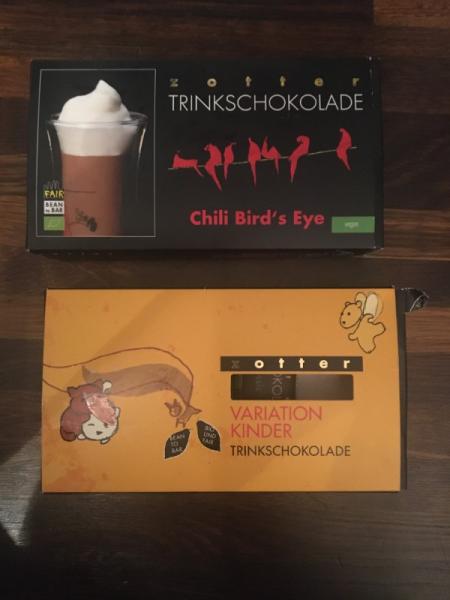 zotter
TRINKSCHOKOLADE
FAIR
BEAN
TO BAR
Chili Bird's Eye
vegan
zotter
VARIATION
KINDER
TRINKSCHOKOLADE
BEAN
TO
BAR
BIO
UND
FAIR